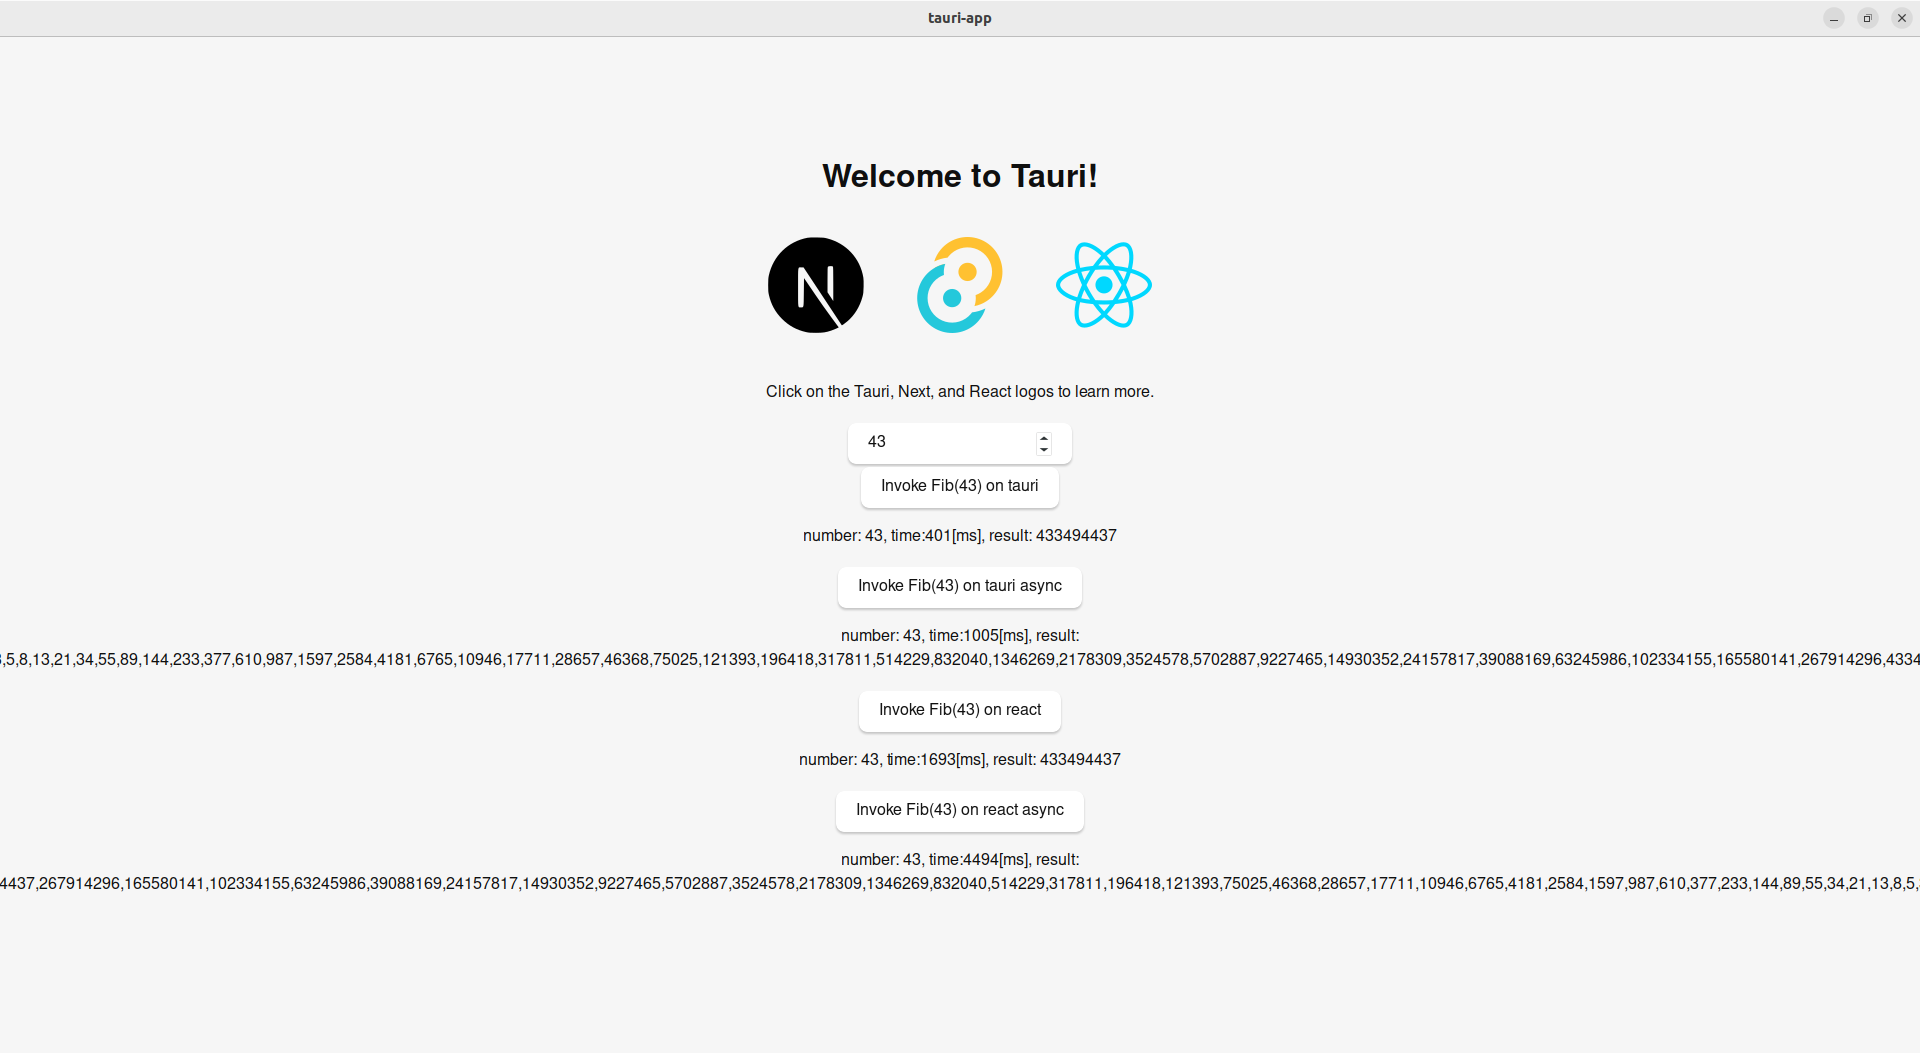 tauri-app
Welcome to Tauri!
N
Click on the Tauri, Next, and React logos to learn more.
43
Invoke Fib(43) on tauri
number: 43, time:401[ms], result: 433494437
Invoke Fib(43) on tauri async
number: 43, time:1005[ms], result:
,5,8,13,21,34,55,89,144,233,377,610,987,1597,2584,4181,6765,10946,17711,28657,46368,75025,121393,196418,317811,514229,832040,1346269,2178309,3524578,5702887,9227465,14930352,24157817,39088169,63245986,102334155,165580141,267914296,4334
Invoke Fib(43) on react
number: 43, time:1693[ms], result: 433494437
Invoke Fib(43) on react async
number: 43, time:4494[ms], result:
4437,267914296,165580141,102334155,63245986,39088169,24157817,14930352,9227465,5702887,3524578,2178309,1346269,832040,514229,317811,196418,121393,75025,46368,28657,17711,10946,6765,4181,2584,1597,987,610,377,233,144,89,55,34,21,13,8,5,